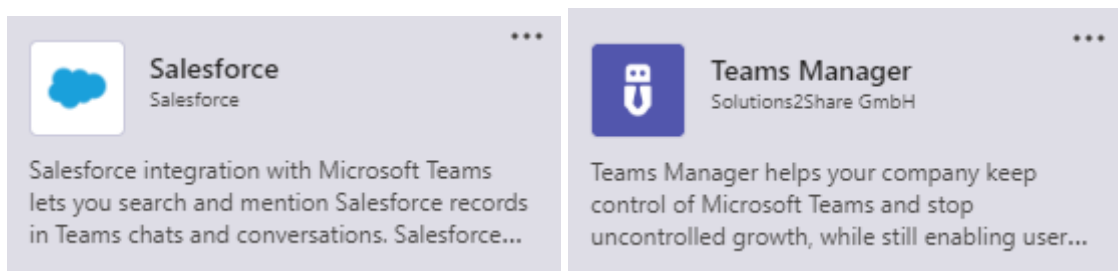 Salesforce
Salesforce
Salesforce integration with Microsoft Teams
lets you search and mention Salesforce records
in Teams chats and conversations. Salesforce...
Teams Manager
Solutions2Share GmbH
Teams Manager helps your company keep
control of Microsoft Teams and stop
uncontrolled growth, while still enabling user...